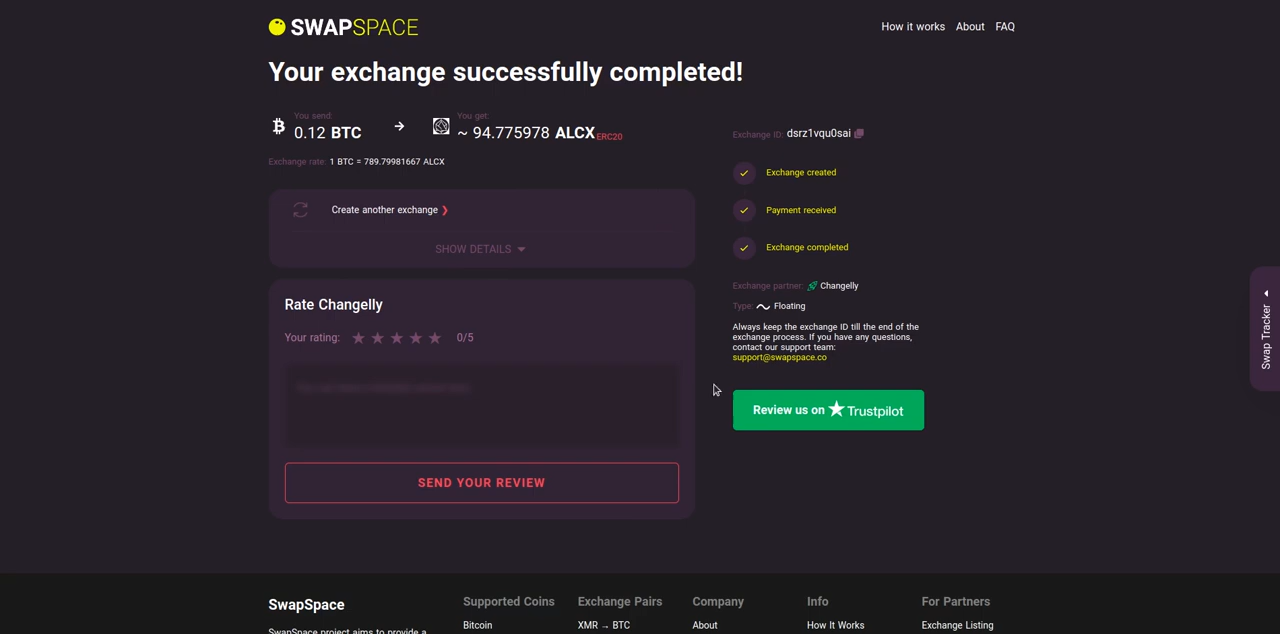 SWAPSPACE
How it works About FAQ
Your exchange successfully completed!
You send:
0.12 BTC
You get:
~ 94.775978 ALCX ERC20
Exchange rate: 1 BTC = 789.79981667 ALCX
Create another exchange ❯
SHOW DETAILS
Rate Changelly
Your rating: 0/5
SEND YOUR REVIEW
Exchange ID: dsrz1vqu0sai
Exchange created
Payment received
Exchange completed
Exchange partner: Changelly
Type: Floating
Always keep the exchange ID till the end of the
exchange process. If you have any questions,
contact our support team:
support@swapspace.co
Review us on Trustpilot
Swap Tracker
SwapSpace
SwapSpace project aims to provide a
Supported Coins
Bitcoin
Exchange Pairs
XMR → BTC
Company
About
Info
How It Works
For Partners
Exchange Listing